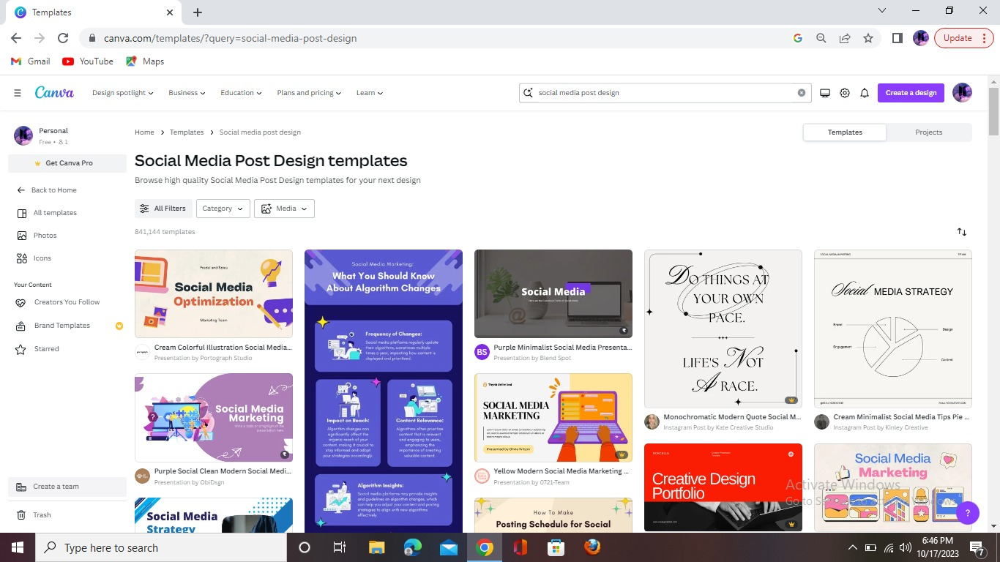 Templates
canva.com/templates/?query=social-media-post-design
Update
Gmail
YouTube
Maps
Canva
Design spotlight
Business
Education
Plans and pricing
Learn
social media post design
Create a design
Personal
Free • 1
Get Canva Pro
Back to Home
All templates
Photos
Icons
Your Content
Creators You Follow
Brand Templates
Starred
Create a team
Trash
Home
Templates
Social media post design
Templates
Projects
Social Media Post Design templates
Browse high quality Social Media Post Design templates for your next design
All Filters
Category
Media
841,144 templates
Social Media
Optimization
Marketing Team
Cream Colorful Illustration Social Media...
Presentation by Portograph Studio
Social Media
Marketing
Purple Social Clean Modern Social Medi...
Presentation by ObiDsgn
Social Media
Strategy
Social Media Marketing:
What You Should Know
About Algorithm Changes
Frequency of Changes:
Social media platforms regularly update
their algorithms, sometimes multiple
times a year, impacting how content is
displayed and prioritized.
Impact on Reach:
Algorithm changes can
significantly affect the
organic reach of your
content, making it crucial to
stay informed and adapt
your strategies accordingly.
Content Relevance:
Algorithms often prioritize
content that is relevant
and engaging to users,
emphasizing the
importance of creating
valuable content.
Algorithm Insights:
Social media platforms may provide insights
and guidelines on algorithm changes, which
can help you adjust your content and posting
strategies to align with new algorithms
effectively.
Social Media
BS
Purple Minimalist Social Media Presenta...
Presentation by Blend Spot
Think Unlimited
SOCIAL MEDIA
MARKETING
Presented by Olivia Wilson
Yellow Modern Social Media Marketing ...
Presentation by 0721-Team
How To Make
Posting Schedule for Social
DO THINGS AT
YOUR OWN
PACE.
LIFE'S NOT
A RACE.
Monochromatic Modern Quote Social M...
Instagram Post by Kate Creative Studio
Creative Design
Portfolio
SOCIAL MEDIA MARKETING
Social MEDIA STRATEGY
Brand
Design
Engagement
Content
Cream Minimalist Social Media Tips Pie ...
Instagram Post by Kinley Creative
Social Media
Marketing
Activate Windows
?
Type here to search
6:46 PM
10/17/2023
7